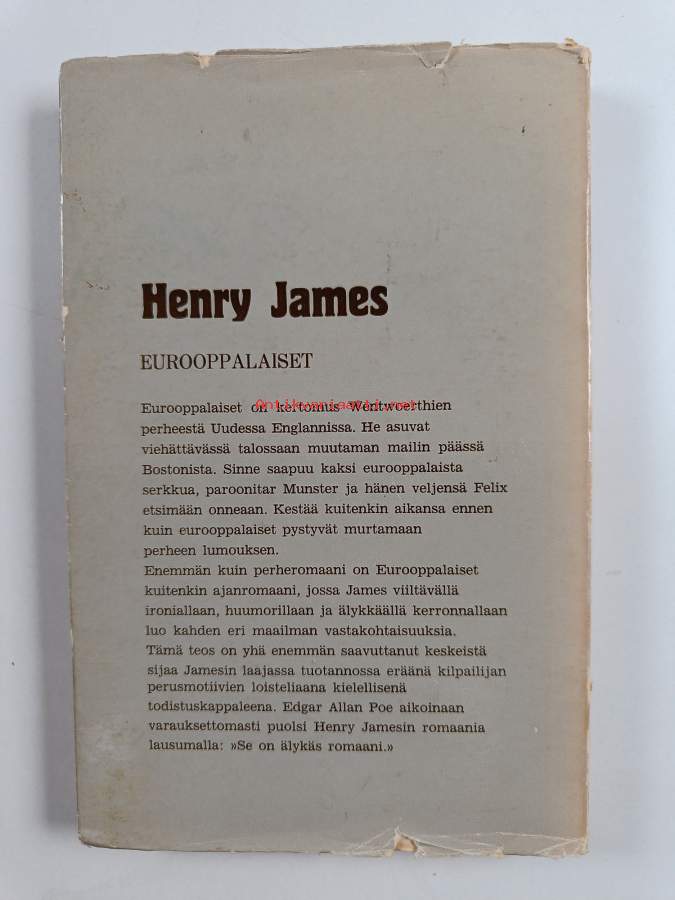 Henry James
EUROOPPALAISET
Eurooppalaiset on kertomus Wentwoerthien
Antikvariaatti.net
perheestä Uudessa Englannissa. He asuvat
viehättävässä talossaan muutaman mailin päässä
Bostonista. Sinne saapuu kaksi eurooppalaista
serkkua, paroonitar Munster ja hänen veljensä Felix
etsimään onneaan. Kestää kuitenkin aikansa ennen
kuin eurooppalaiset pystyvät murtamaan
perheen lumouksen.
Enemmän kuin perheromaani on Eurooppalaiset
kuitenkin ajanromaani, jossa James viiltävällä
ironiallaan, huumorillaan ja älykkäällä kerronnallaan
luo kahden eri maailman vastakohtaisuuksia.
Tämä teos on yhä enemmän saavuttanut keskeistä
sijaa Jamesin laajassa tuotannossa eräänä kilpailijan
perusmotiivien loisteliaana kielellisenä
todistuskappaleena. Edgar Allan Poe aikoinaan
varauksettomasti puolsi Henry Jamesin romaania
lausumalla: »Se on älykäs romaani.»